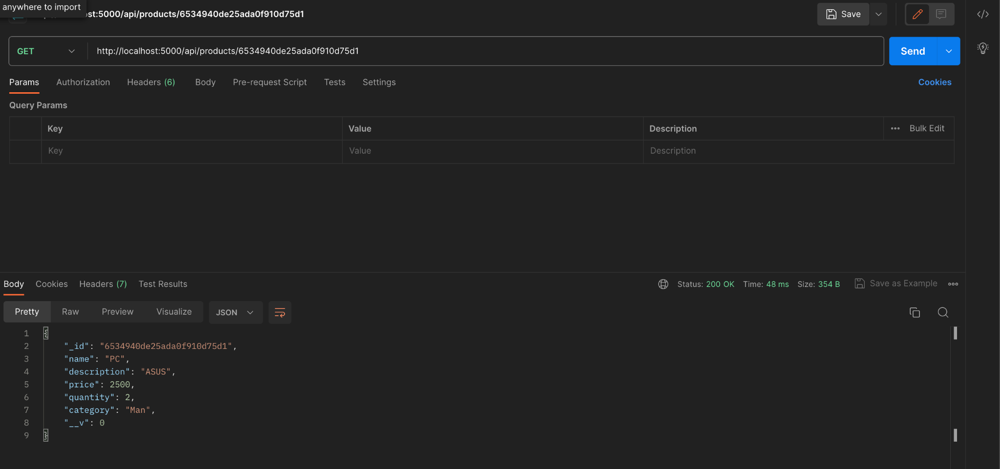 anywhere to import
st:5000/api/products/6534940de25ada0f910d75d1
Save
GET http://localhost:5000/api/products/6534940de25ada0f910d75d1 Send
Params Authorization Headers (6) Body Pre-request Script Tests Settings Cookies
Query Params
Key Value Description Bulk Edit
Key Value Description
Body Cookies Headers (7) Test Results Status: 200 OK Time: 48 ms Size: 354 B Save as Example
Pretty Raw Preview Visualize JSON
1 {
2 "_id": "6534940de25ada0f910d75d1",
3 "name": "PC",
4 "description": "ASUS",
5 "price": 2500,
6 "quantity": 2,
7 "category": "Man",
8 "__v": 0
9 }